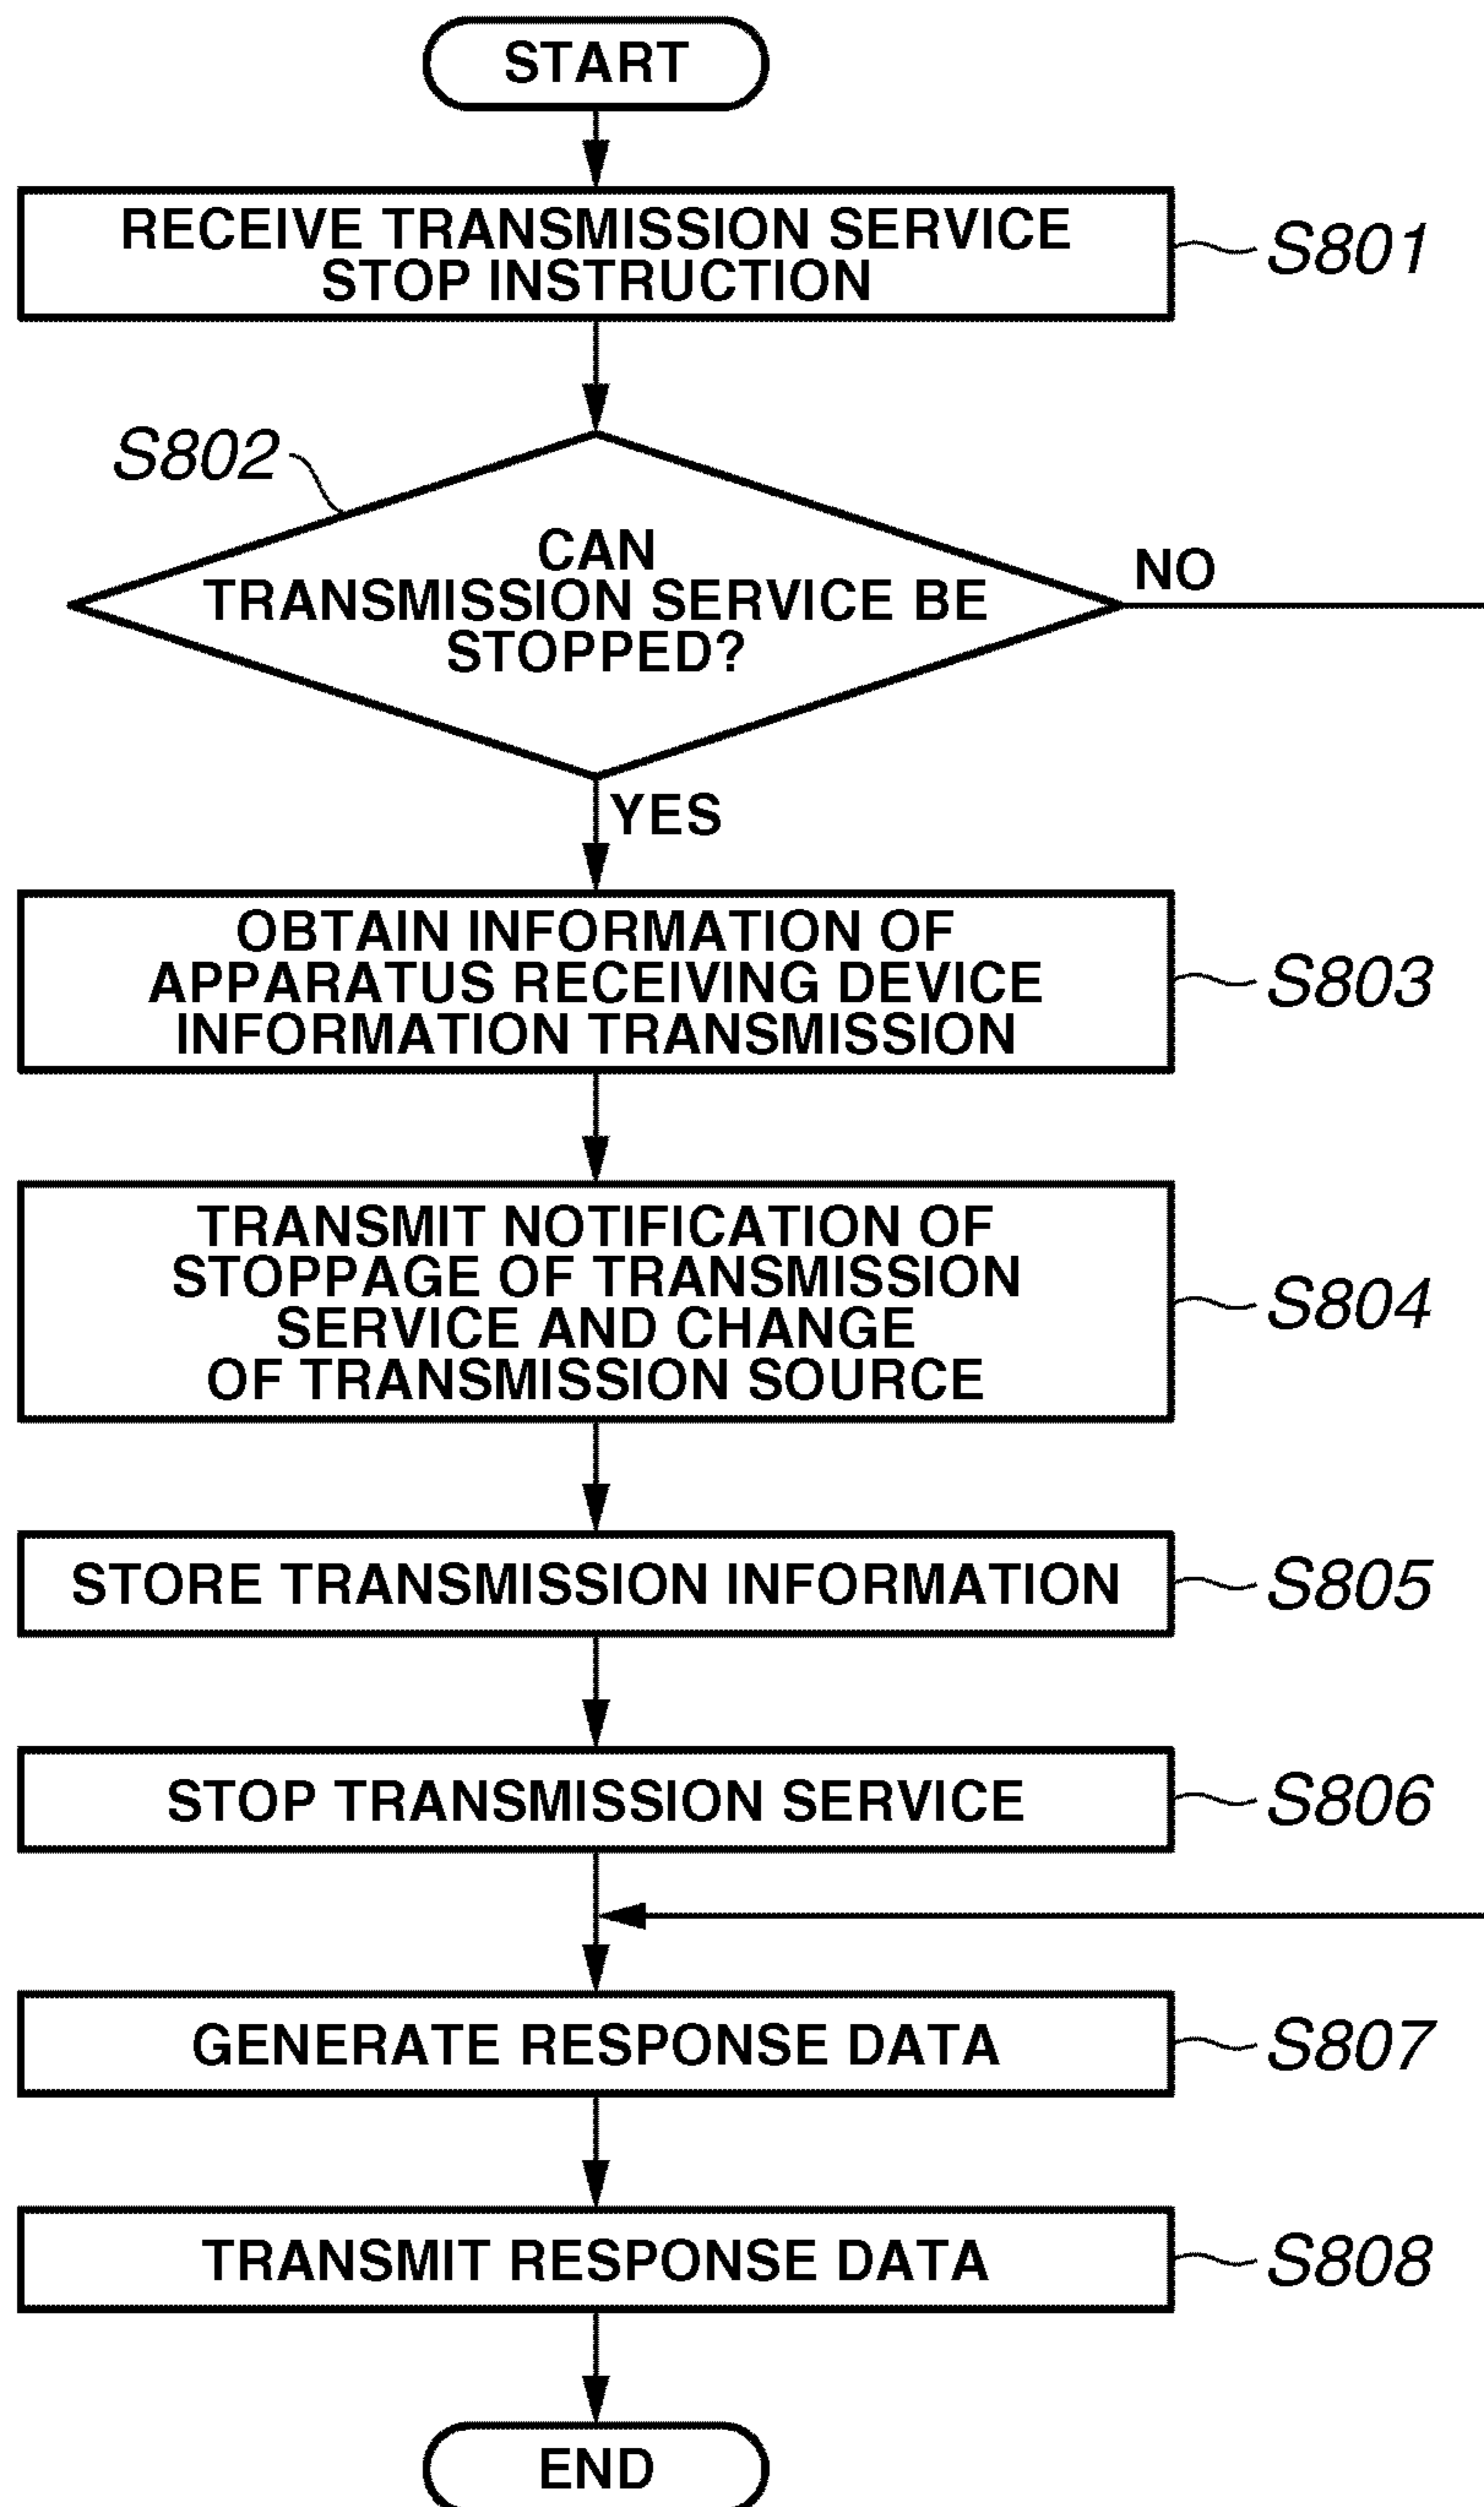 START
RECEIVE TRANSMISSION SERVICE
STOP INSTRUCTION
S801
S802
CAN
TRANSMISSION SERVICE BE
STOPPED?
NO
YES
OBTAIN INFORMATION OF
APPARATUS RECEIVING DEVICE
INFORMATION TRANSMISSION
S803
TRANSMIT NOTIFICATION OF
STOPPAGE OF TRANSMISSION
SERVICE AND CHANGE
OF TRANSMISSION SOURCE
S804
STORE TRANSMISSION INFORMATION
S805
STOP TRANSMISSION SERVICE
S806
GENERATE RESPONSE DATA
S807
TRANSMIT RESPONSE DATA
S808
END